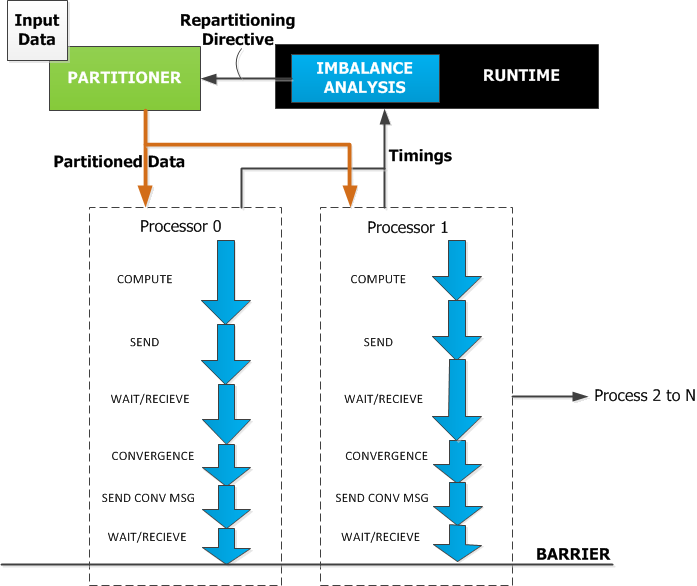 Input
Data
Repartitioning
Directive
PARTITIONER
IMBALANCE
ANALYSIS
RUNTIME
Partitioned Data
Timings
Processor 0
COMPUTE
SEND
WAIT/RECIEVE
CONVERGENCE
SEND CONV MSG
WAIT/RECIEVE
Processor 1
COMPUTE
SEND
WAIT/RECIEVE
CONVERGENCE
SEND CONV MSG
WAIT/RECIEVE
Process 2 to N
BARRIER